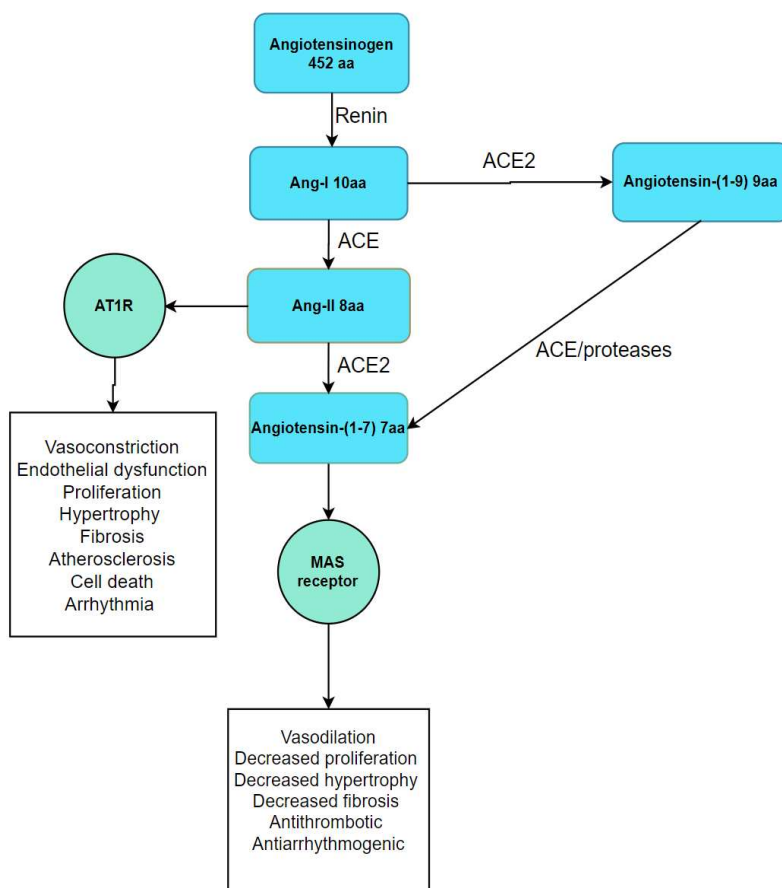 Angiotensinogen
452 aa
Renin
Ang-I 10aa
ACE2
Angiotensin-(1-9) 9aa
ACE
AT1R
Ang-II 8aa
ACE2
ACE/proteases
Angiotensin-(1-7) 7aa
Vasoconstriction
Endothelial dysfunction
Proliferation
Hypertrophy
Fibrosis
Atherosclerosis
Cell death
Arrhythmia
MAS
receptor
Vasodilation
Decreased proliferation
Decreased hypertrophy
Decreased fibrosis
Antithrombotic
Antiarrhythmogenic